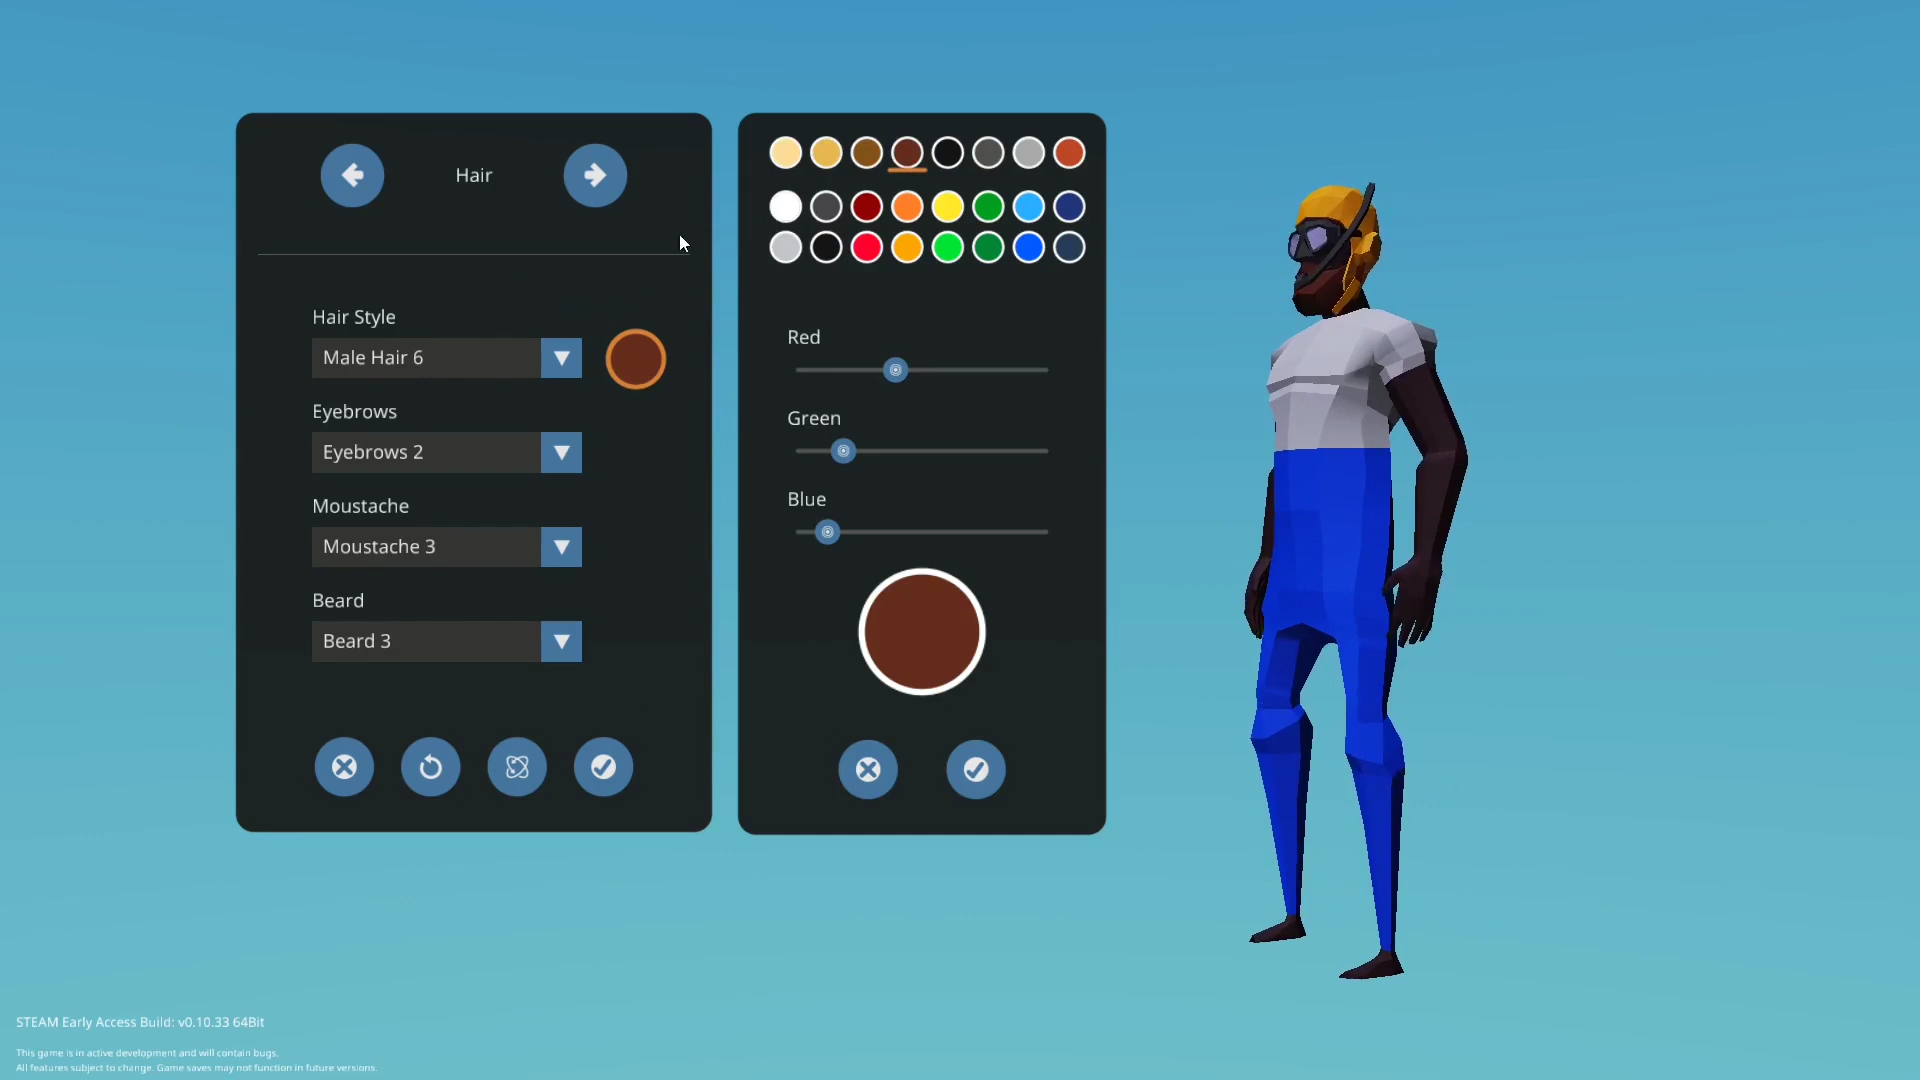 Hair
Hair Style
Male Hair 6
Eyebrows
Eyebrows 2
Moustache
Moustache 3
Beard
Beard 3
Red
Green
Blue
STEAM Early Access Build: v0.10.33 64Bit
This game is in active development and will contain bugs.
All features subject to change. Game saves may not function in future versions.